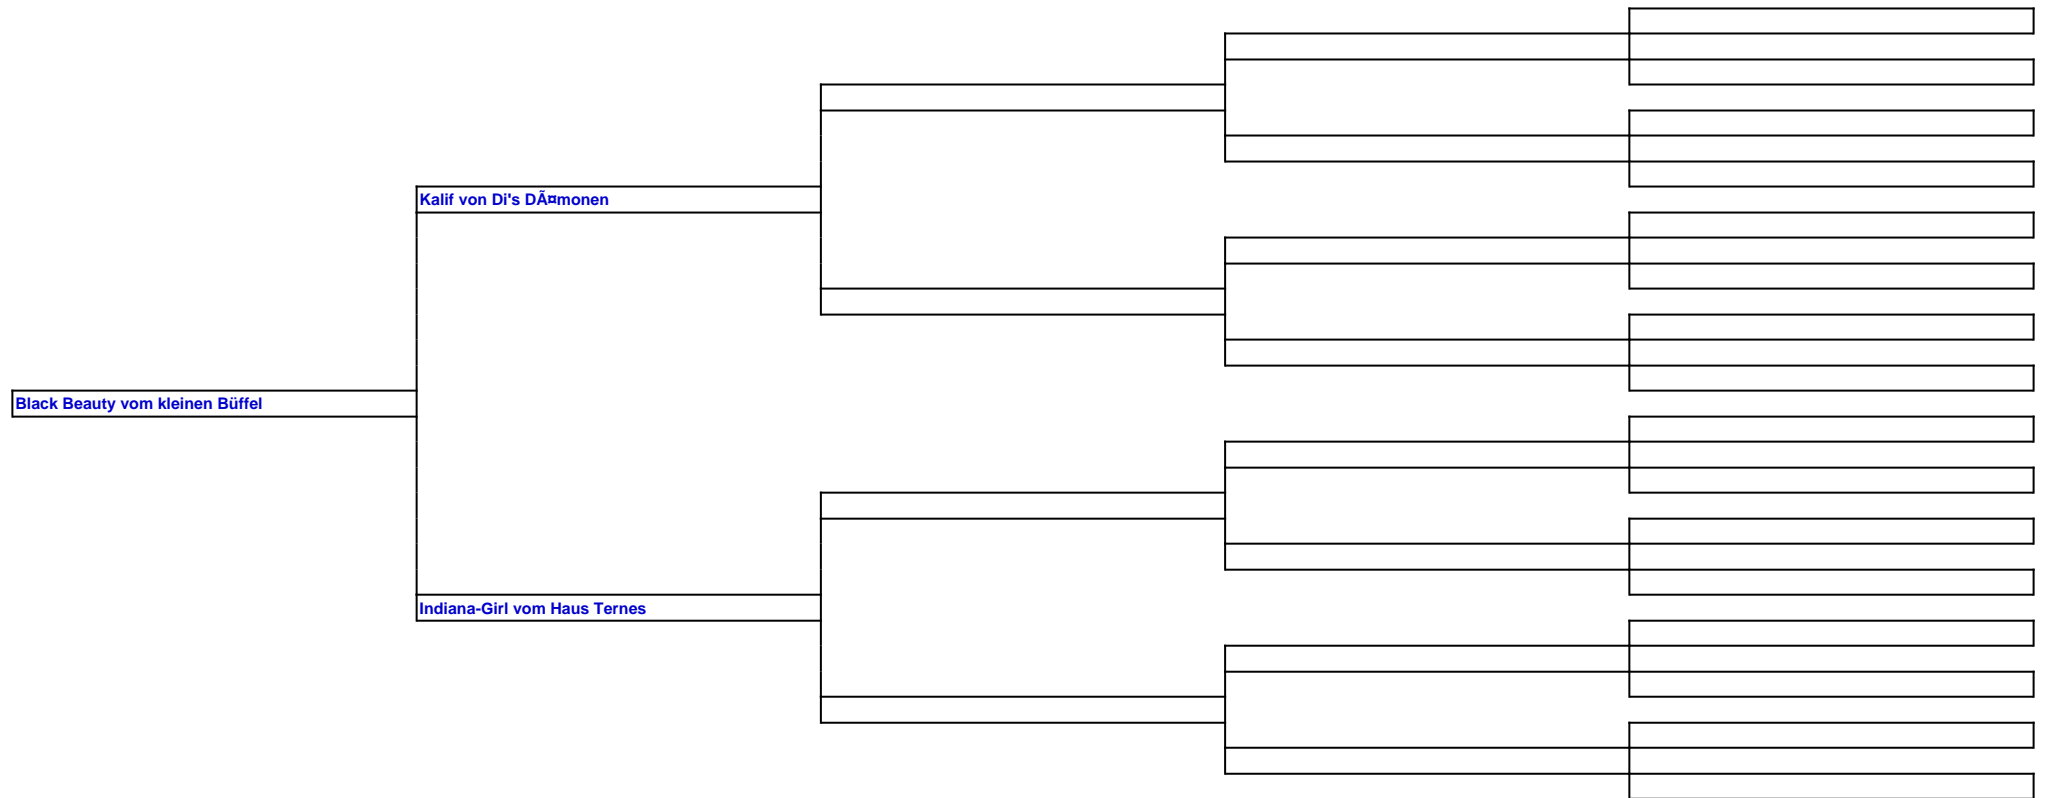 Kalif von Di's DÃ¤monen
Black Beauty vom kleinen Büffel
Indiana-Girl vom Haus Ternes